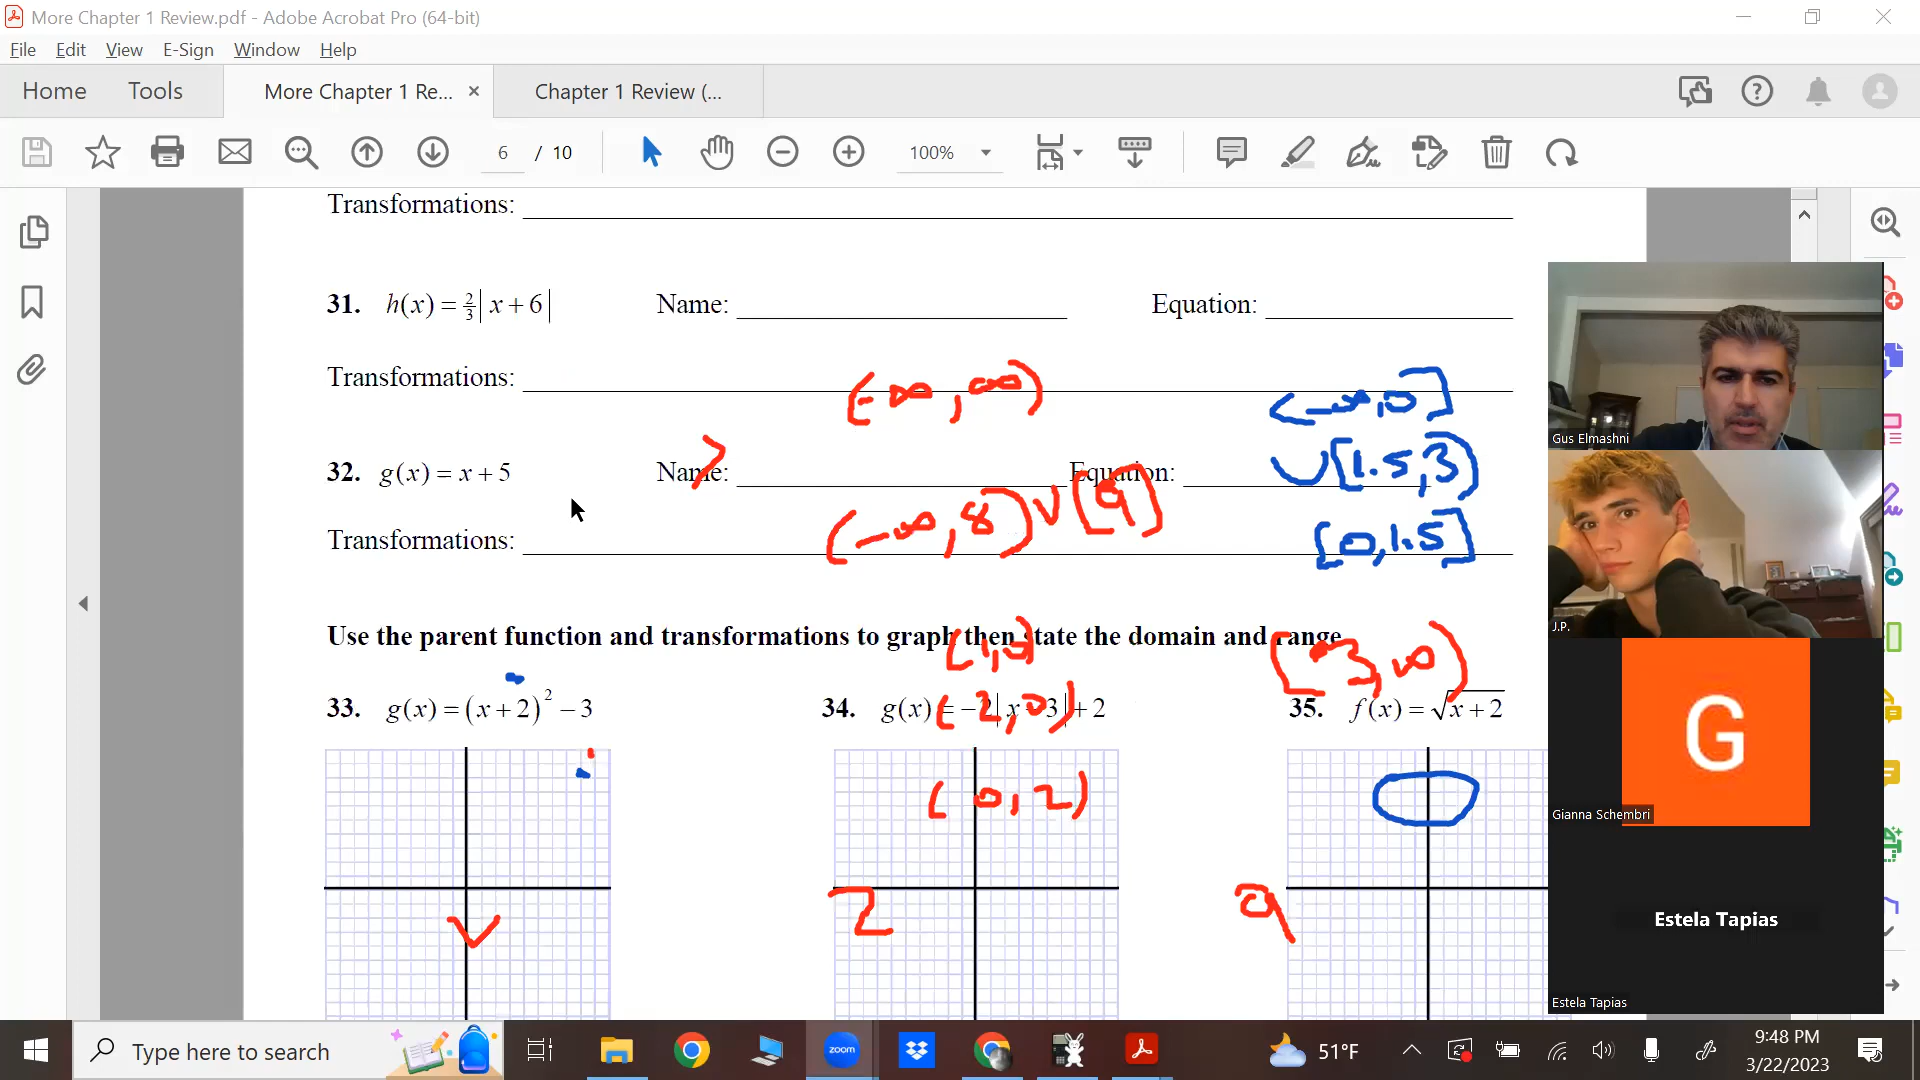 More Chapter 1 Review.pdf - Adobe Acrobat Pro (64-bit)
File Edit View E-Sign Window Help
Home Tools More Chapter 1 Re... × Chapter 1 Review (...
6 / 10 100%
Transformations:
31. h(x) = 2/3 | x + 6 | Name: Equation:
Transformations:
(-∞, ∞)
(-∞, 0]
32. g(x) = x + 5 Name: Equation:
∪ [1.5, 3)
(-∞, 8) ∪ [9]
Transformations:
[0, 1.5]
Use the parent function and transformations to graph then state the domain and range
(-2, 0)
[-3, ∞)
33. g(x) = (x + 2)² − 3 34. g(x) = −2| x 3 | + 2 35. f(x) = √x + 2
(0, 2)
2
a
Gus Elmashni
J.P.
G
Gianna Schembri
Estela Tapias
Estela Tapias
Type here to search
zoom
51°F
9:48 PM
3/22/2023